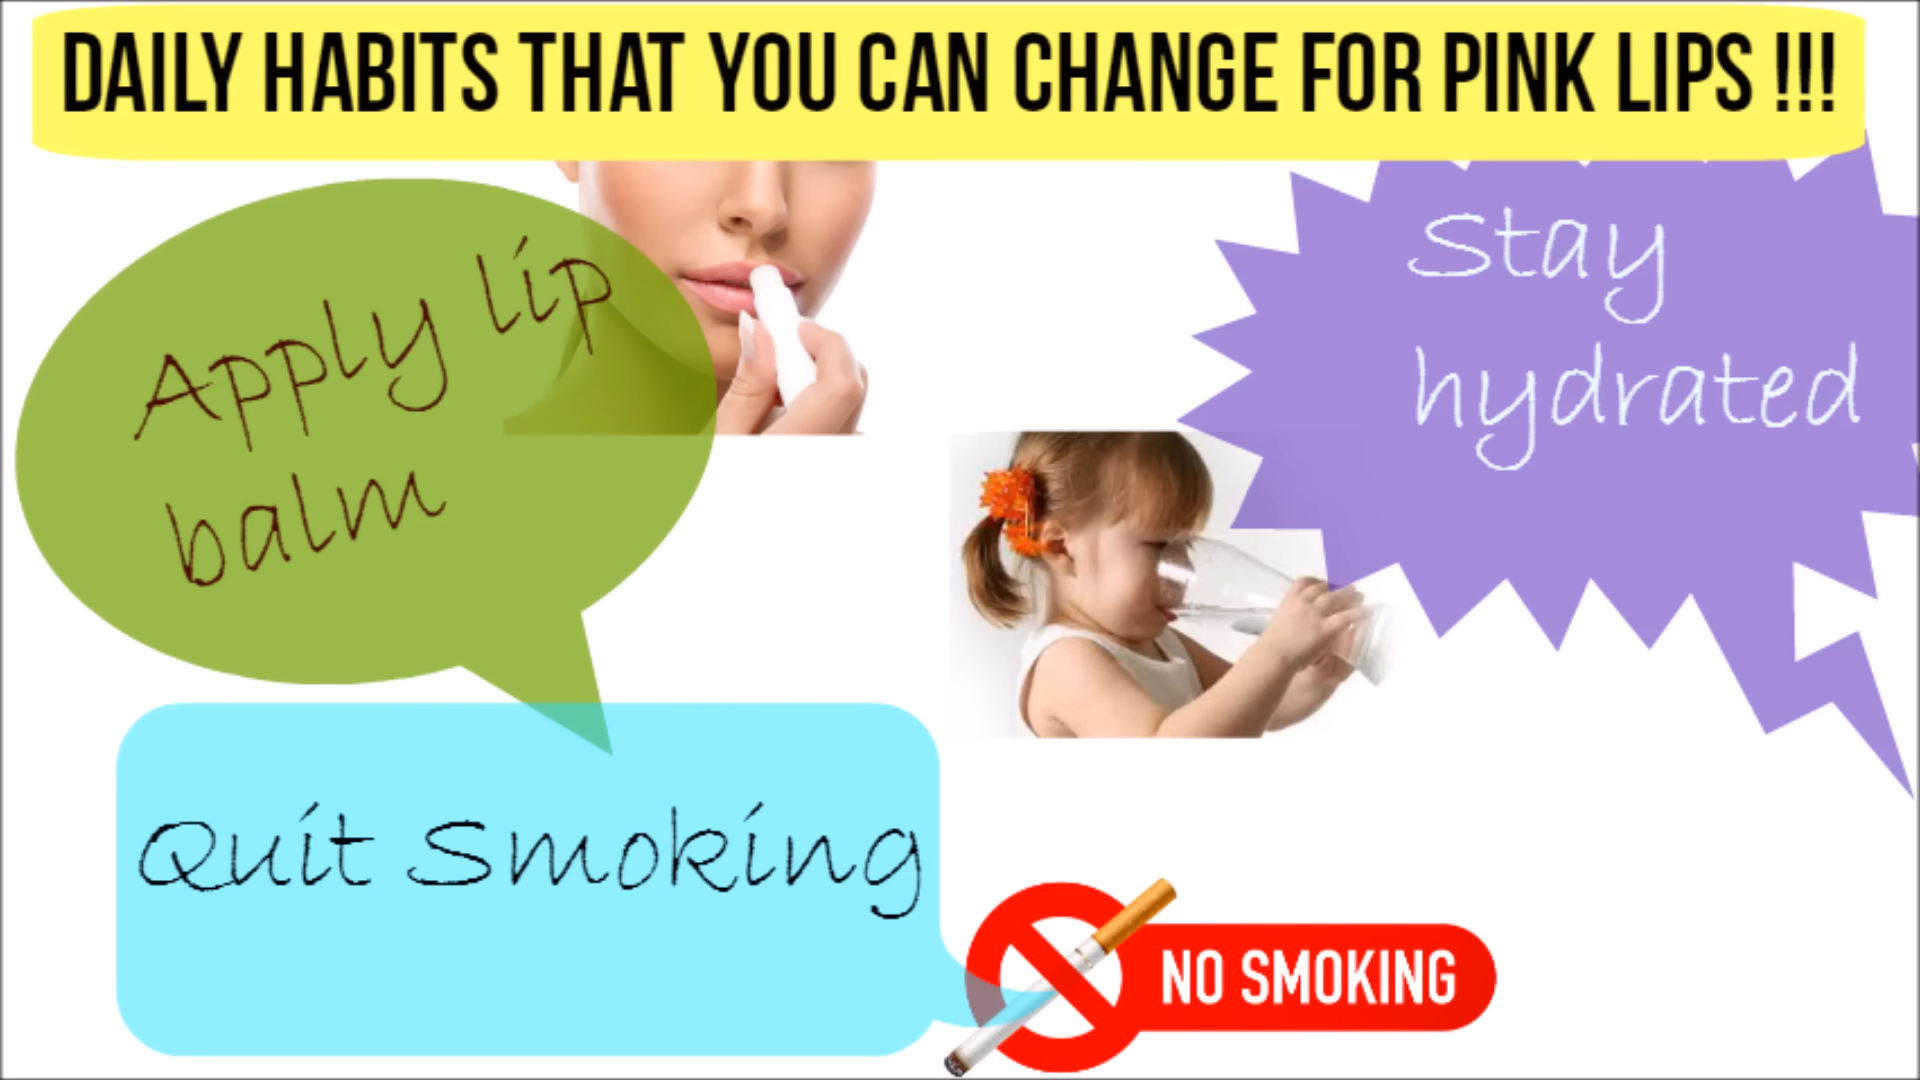 DAILY HABITS THAT YOU CAN CHANGE FOR PINK LIPS !!!
Apply lip
balm
Stay
hydrated
Quit Smoking
NO SMOKING